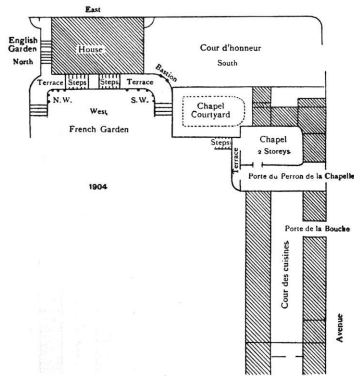 East
English
Garden
North
House
Cour d'honneur
South
Terrace
Steps
Steps
Terrace
Bastion
N.W.
S.W.
West
French Garden
Chapel
Courtyard
Steps
Terrace
Chapel
2 Storeys
Porte du Perron de la Chapelle
1904
Porte de la Bouche
Cour des cuisines
Avenue